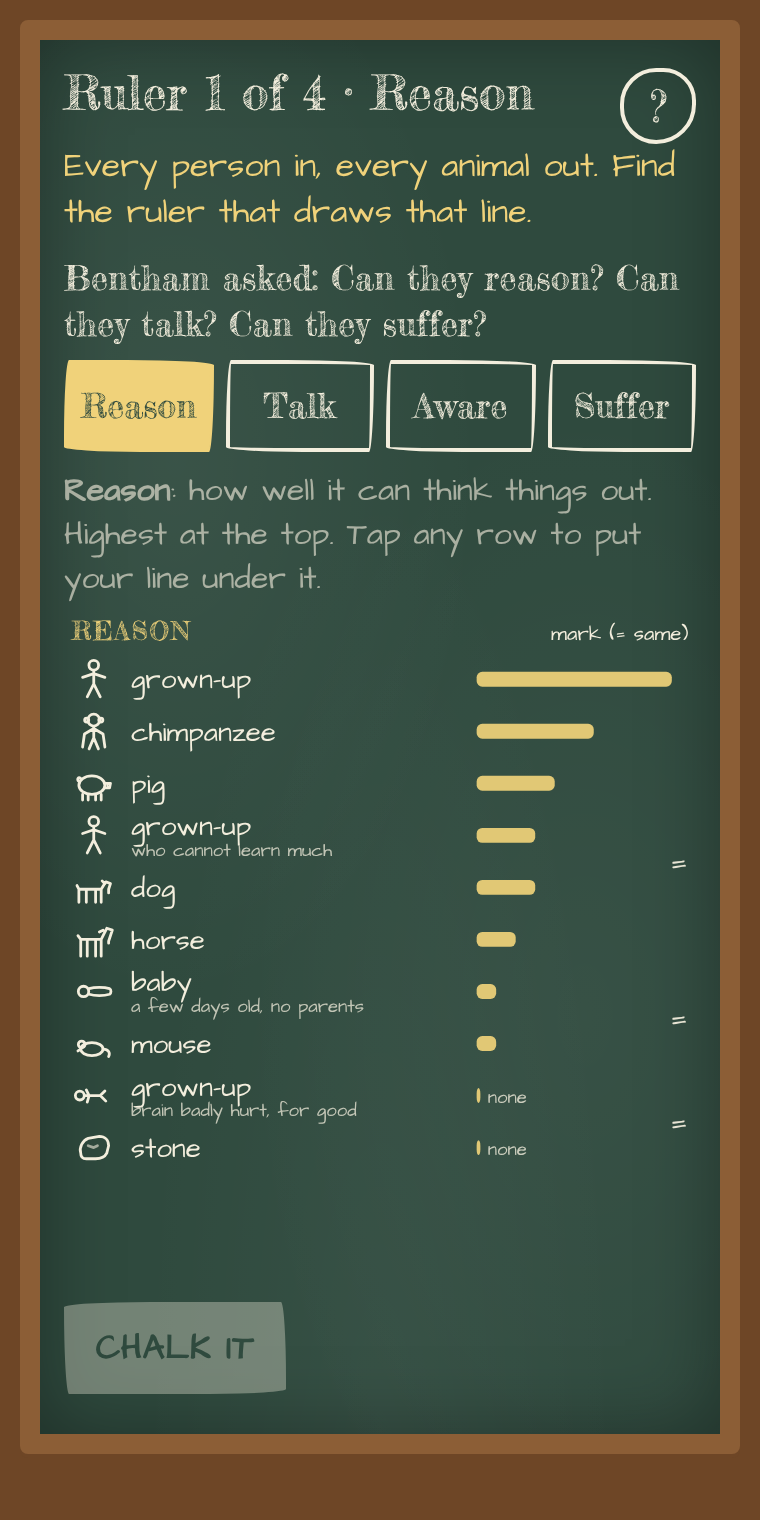 Ruler 1 of 4 · Reason
?
Every person in, every animal out. Find
the ruler that draws that line.
Bentham asked: Can they reason? Can
they talk? Can they suffer?
Reason Talk Aware Suffer
Reason: how well it can think things out.
Highest at the top. Tap any row to put
your line under it.
REASON mark (= same)
grown-up
chimpanzee
pig
grown-up
who cannot learn much
=
dog
horse
baby
a few days old, no parents
=
mouse
grown-up
brain badly hurt, for good
none
=
stone
none
CHALK IT